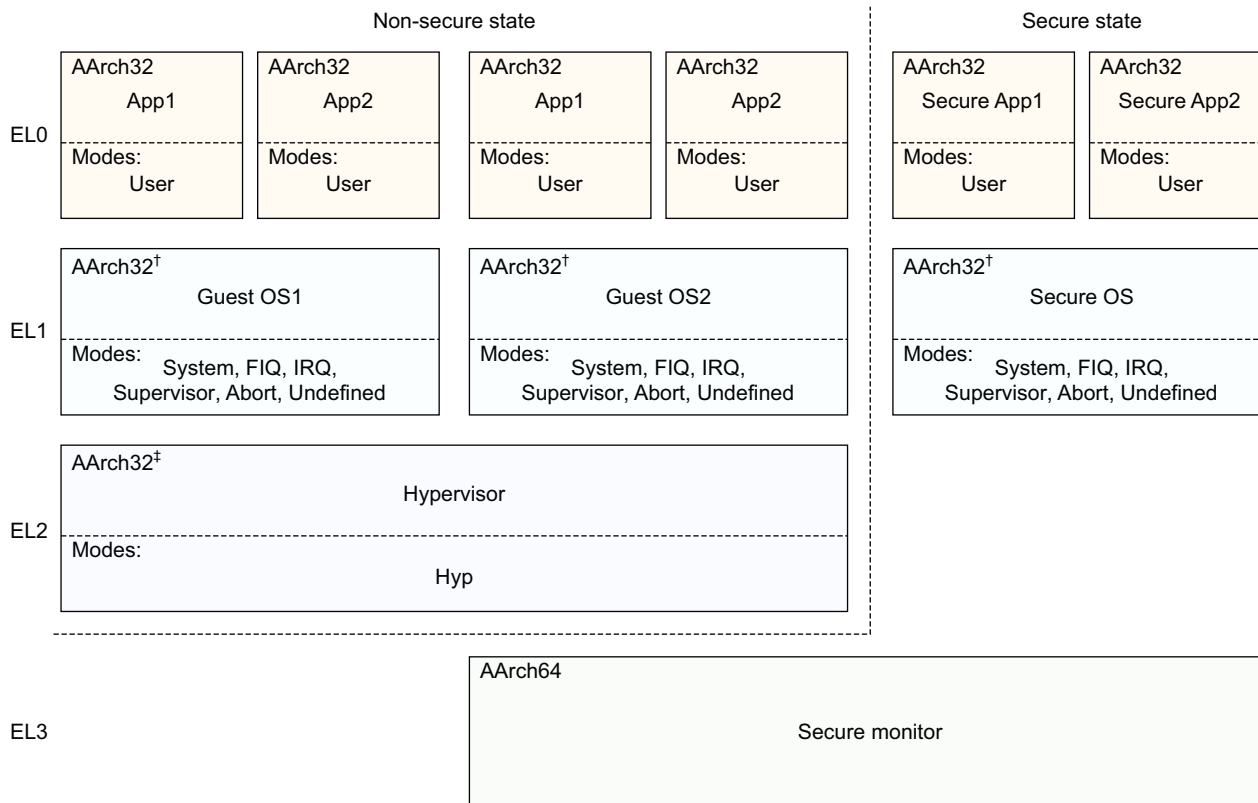 Non-secure state
Secure state
AArch32
App1
Modes:
User
AArch32
App2
Modes:
User
AArch32
App1
Modes:
User
AArch32
App2
Modes:
User
AArch32
Secure App1
Modes:
User
AArch32
Secure App2
Modes:
User
EL0
AArch32†
Guest OS1
Modes:
System, FIQ, IRQ,
Supervisor, Abort, Undefined
AArch32†
Guest OS2
Modes:
System, FIQ, IRQ,
Supervisor, Abort, Undefined
AArch32†
Secure OS
Modes:
System, FIQ, IRQ,
Supervisor, Abort, Undefined
EL1
AArch32‡
Hypervisor
Modes:
Hyp
EL2
AArch64
Secure monitor
EL3